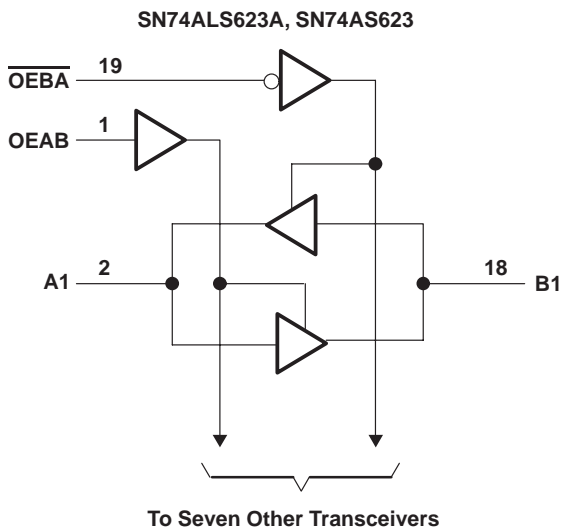 SN74ALS623A, SN74AS623
OEBA 19
OEAB 1
A1 2
18 B1
To Seven Other Transceivers